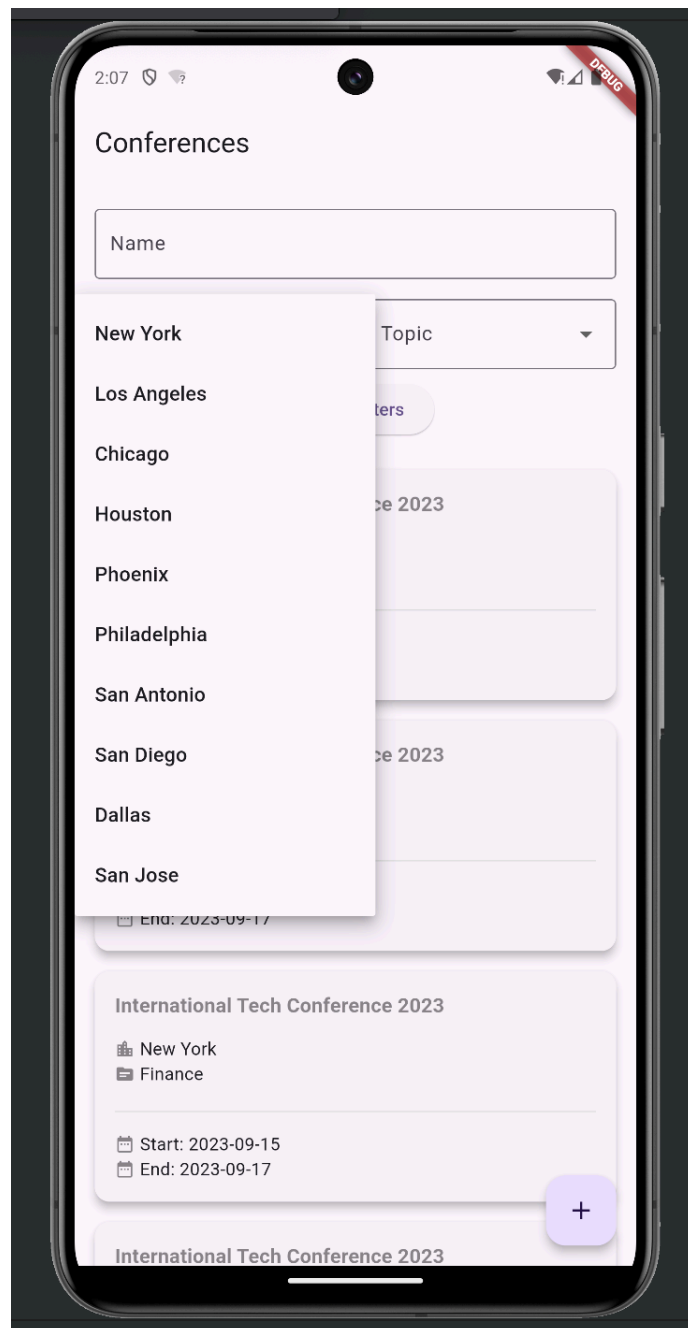 2:07
DEBUG
Conferences
Name
New York
Topic
Los Angeles
ters
Chicago
Houston
ce 2023
Phoenix
Philadelphia
San Antonio
San Diego
ce 2023
Dallas
San Jose
End: 2023-09-17
International Tech Conference 2023
New York
Finance
Start: 2023-09-15
End: 2023-09-17
+
International Tech Conference 2023